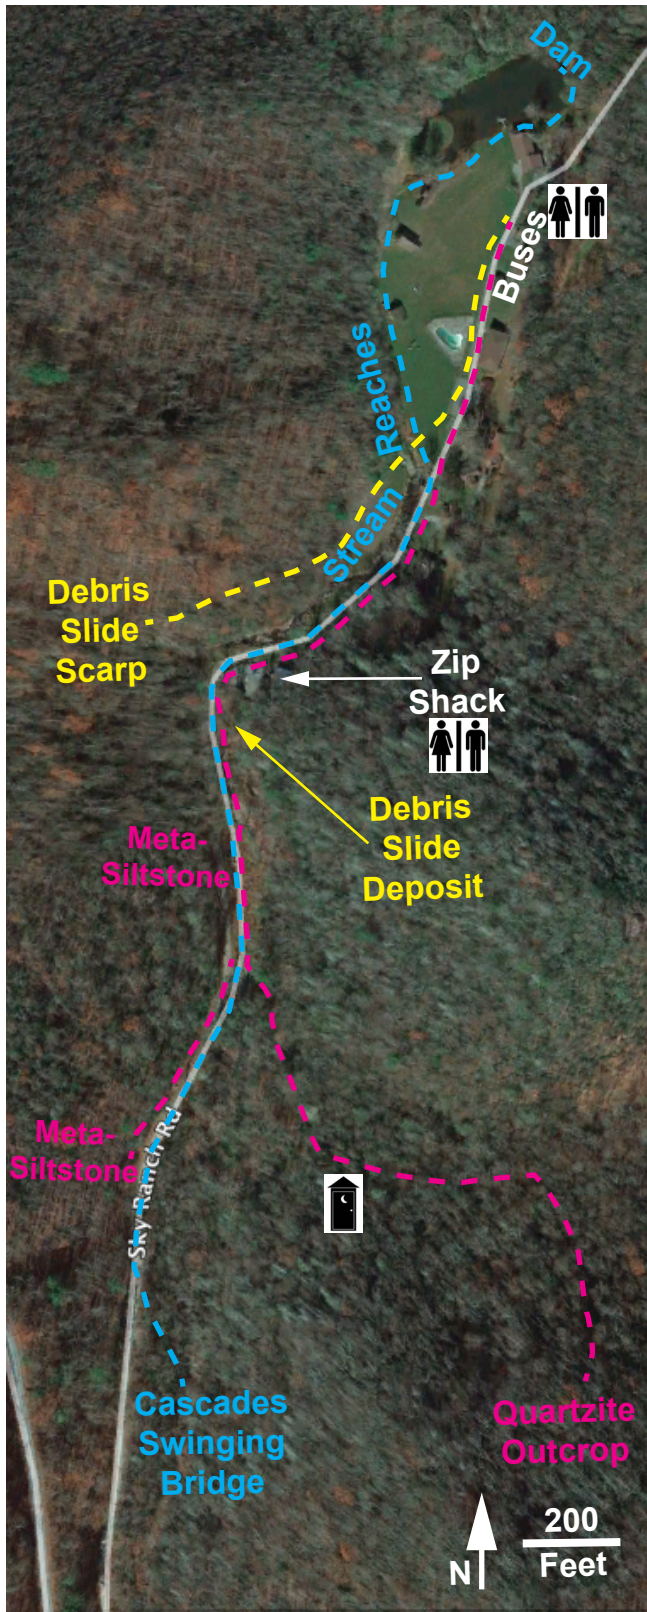 Dam
Buses
Reaches
Stream
Debris
Slide
Scarp
Zip
Shack
Debris
Slide
Deposit
Meta-
Siltstone
Meta-
Siltstone
Sky Ranch Rd
Cascades
Swinging
Bridge
Quartzite
Outcrop
N
200
Feet